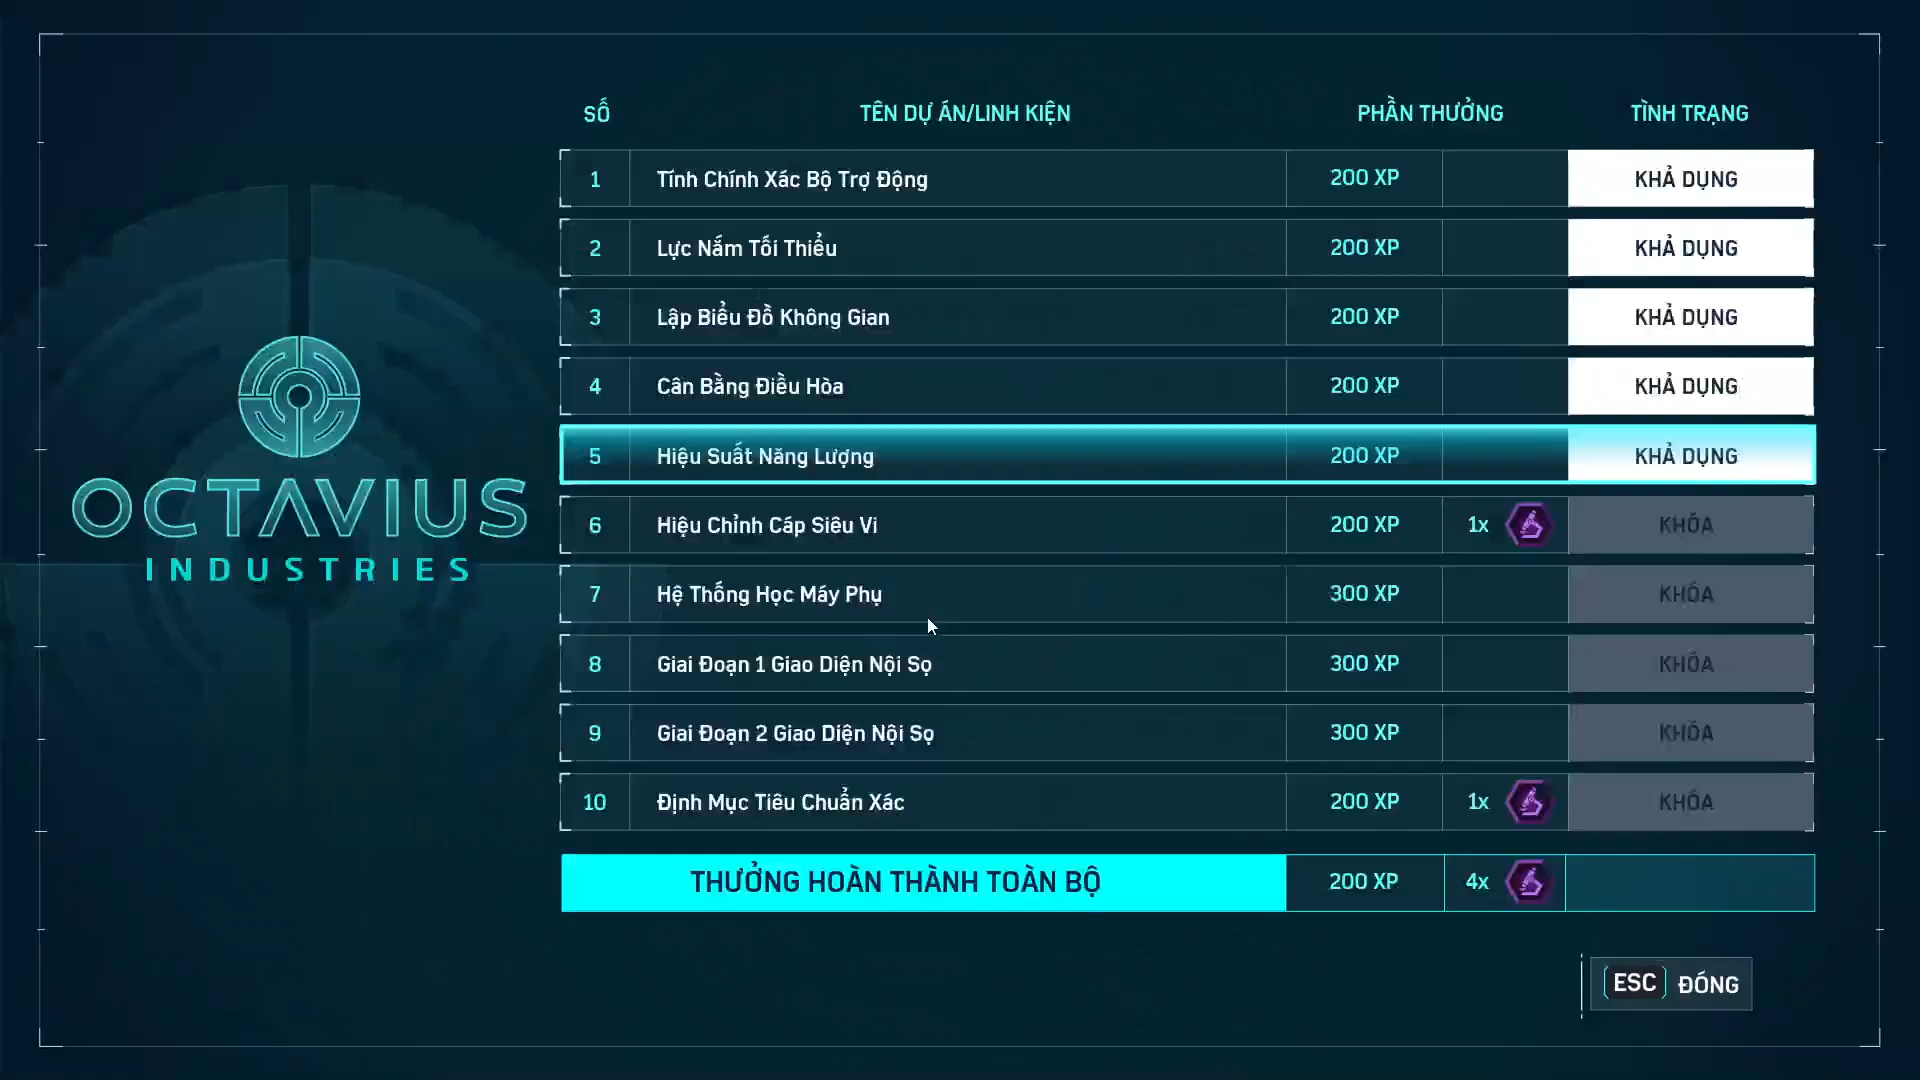 SỐ TÊN DỰ ÁN/LINH KIỆN PHẦN THƯỞNG TÌNH TRẠNG
1 Tính Chính Xác Bộ Trợ Động 200 XP KHẢ DỤNG
2 Lực Nắm Tối Thiểu 200 XP KHẢ DỤNG
3 Lập Biểu Đồ Không Gian 200 XP KHẢ DỤNG
4 Cân Bằng Điều Hòa 200 XP KHẢ DỤNG
5 Hiệu Suất Năng Lượng 200 XP KHẢ DỤNG
6 Hiệu Chỉnh Cáp Siêu Vi 200 XP 1x KHÓA
7 Hệ Thống Học Máy Phụ 300 XP KHÓA
8 Giai Đoạn 1 Giao Diện Nội Sọ 300 XP KHÓA
9 Giai Đoạn 2 Giao Diện Nội Sọ 300 XP KHÓA
10 Định Mục Tiêu Chuẩn Xác 200 XP 1x KHÓA
THƯỞNG HOÀN THÀNH TOÀN BỘ 200 XP 4x
OCTAVIUS
INDUSTRIES
ESC ĐÓNG